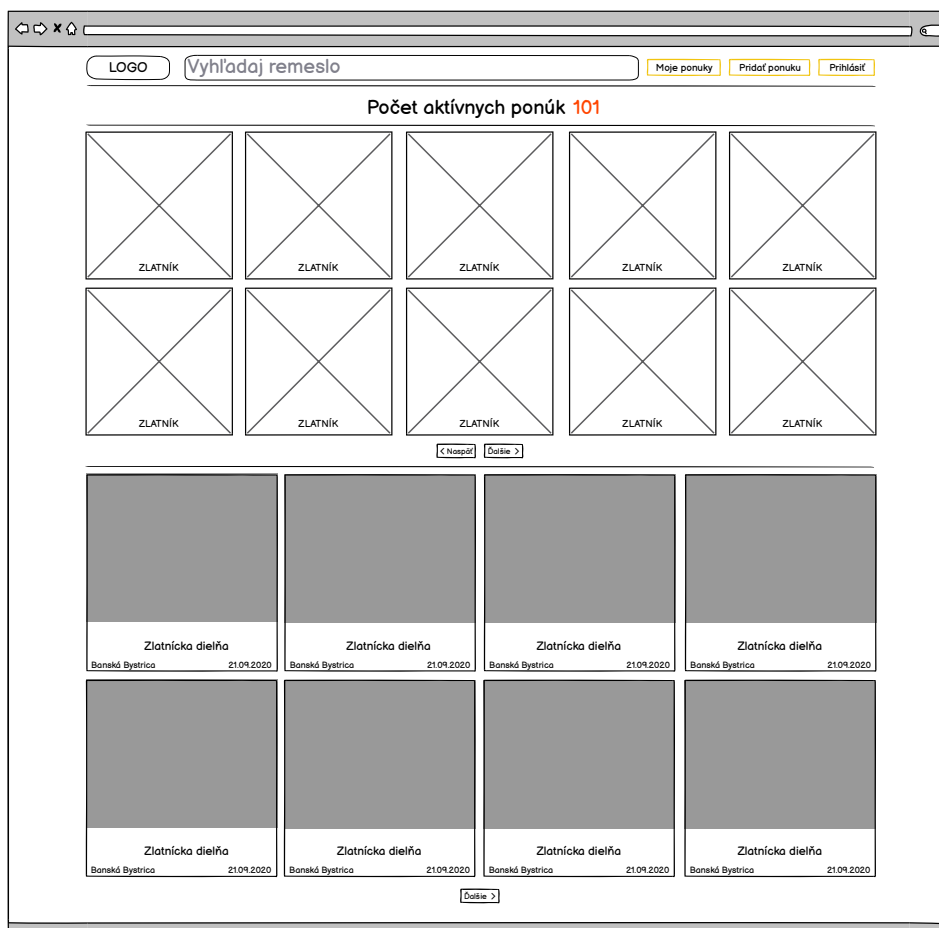 LOGO Vyhľadaj remeslo Moje ponuky Pridať ponuku Prihlásiť
Počet aktívnych ponúk 101
ZLATNÍK ZLATNÍK ZLATNÍK ZLATNÍK ZLATNÍK
ZLATNÍK ZLATNÍK ZLATNÍK ZLATNÍK ZLATNÍK
< Naspäť Ďalšie >
Zlatnícka dielňa Zlatnícka dielňa Zlatnícka dielňa Zlatnícka dielňa
Banská Bystrica 21.09.2020 Banská Bystrica 21.09.2020 Banská Bystrica 21.09.2020 Banská Bystrica 21.09.2020
Zlatnícka dielňa Zlatnícka dielňa Zlatnícka dielňa Zlatnícka dielňa
Banská Bystrica 21.09.2020 Banská Bystrica 21.09.2020 Banská Bystrica 21.09.2020 Banská Bystrica 21.09.2020
Ďalšie >